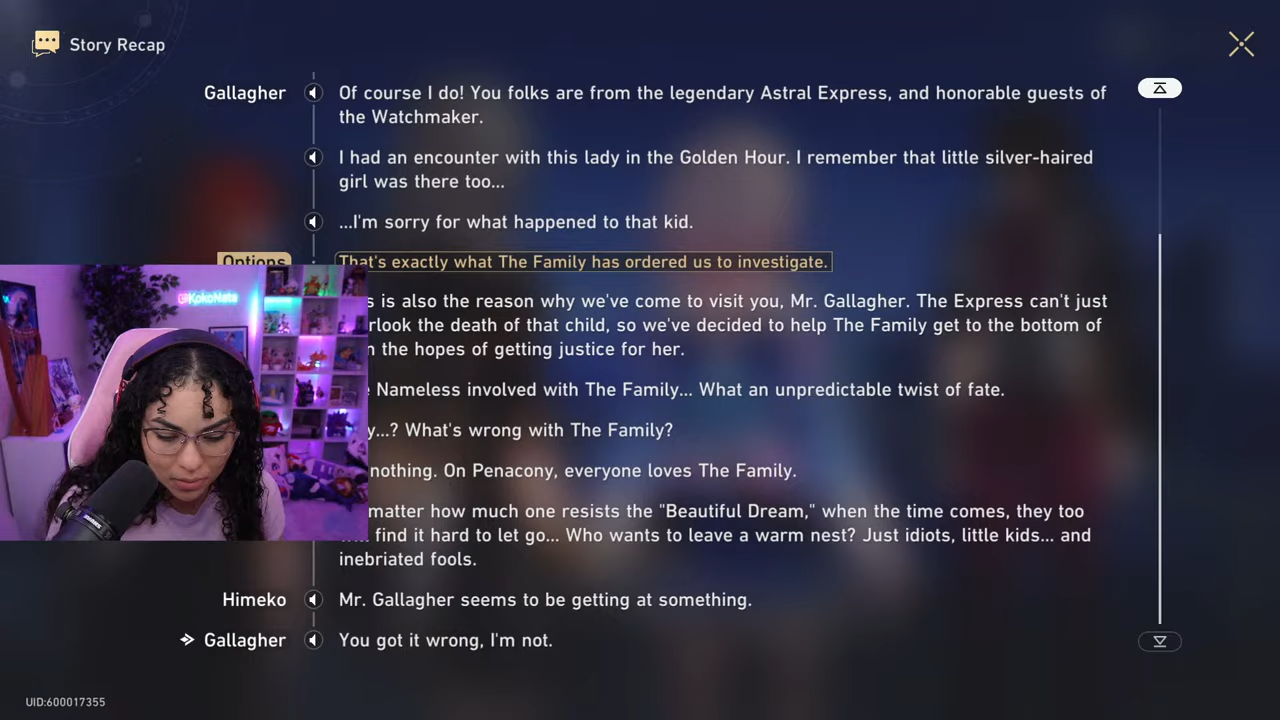 Story Recap
Gallagher
Of course I do! You folks are from the legendary Astral Express, and honorable guests of
the Watchmaker.
I had an encounter with this lady in the Golden Hour. I remember that little silver-haired
girl was there too...
...I'm sorry for what happened to that kid.
Options
That's exactly what The Family has ordered us to investigate.
is also the reason why we've come to visit you, Mr. Gallagher. The Express can't just
the death of that child, so we've decided to help The Family get to the bottom of
the hopes of getting justice for her.
Nameless involved with The Family... What an unpredictable twist of fate.
What's wrong with The Family?
nothing. On Penacony, everyone loves The Family.
matter how much one resists the "Beautiful Dream," when the time comes, they too
find it hard to let go... Who wants to leave a warm nest? Just idiots, little kids... and
inebriated fools.
Himeko
Mr. Gallagher seems to be getting at something.
Gallagher
You got it wrong, I'm not.
@KokoNate
UID:600017355